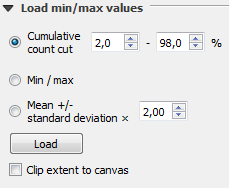 Load min/max values
Cumulative
count cut 2,0 - 98,0 %
Min / max
Mean +/-
standard deviation × 2,00
Load
Clip extent to canvas